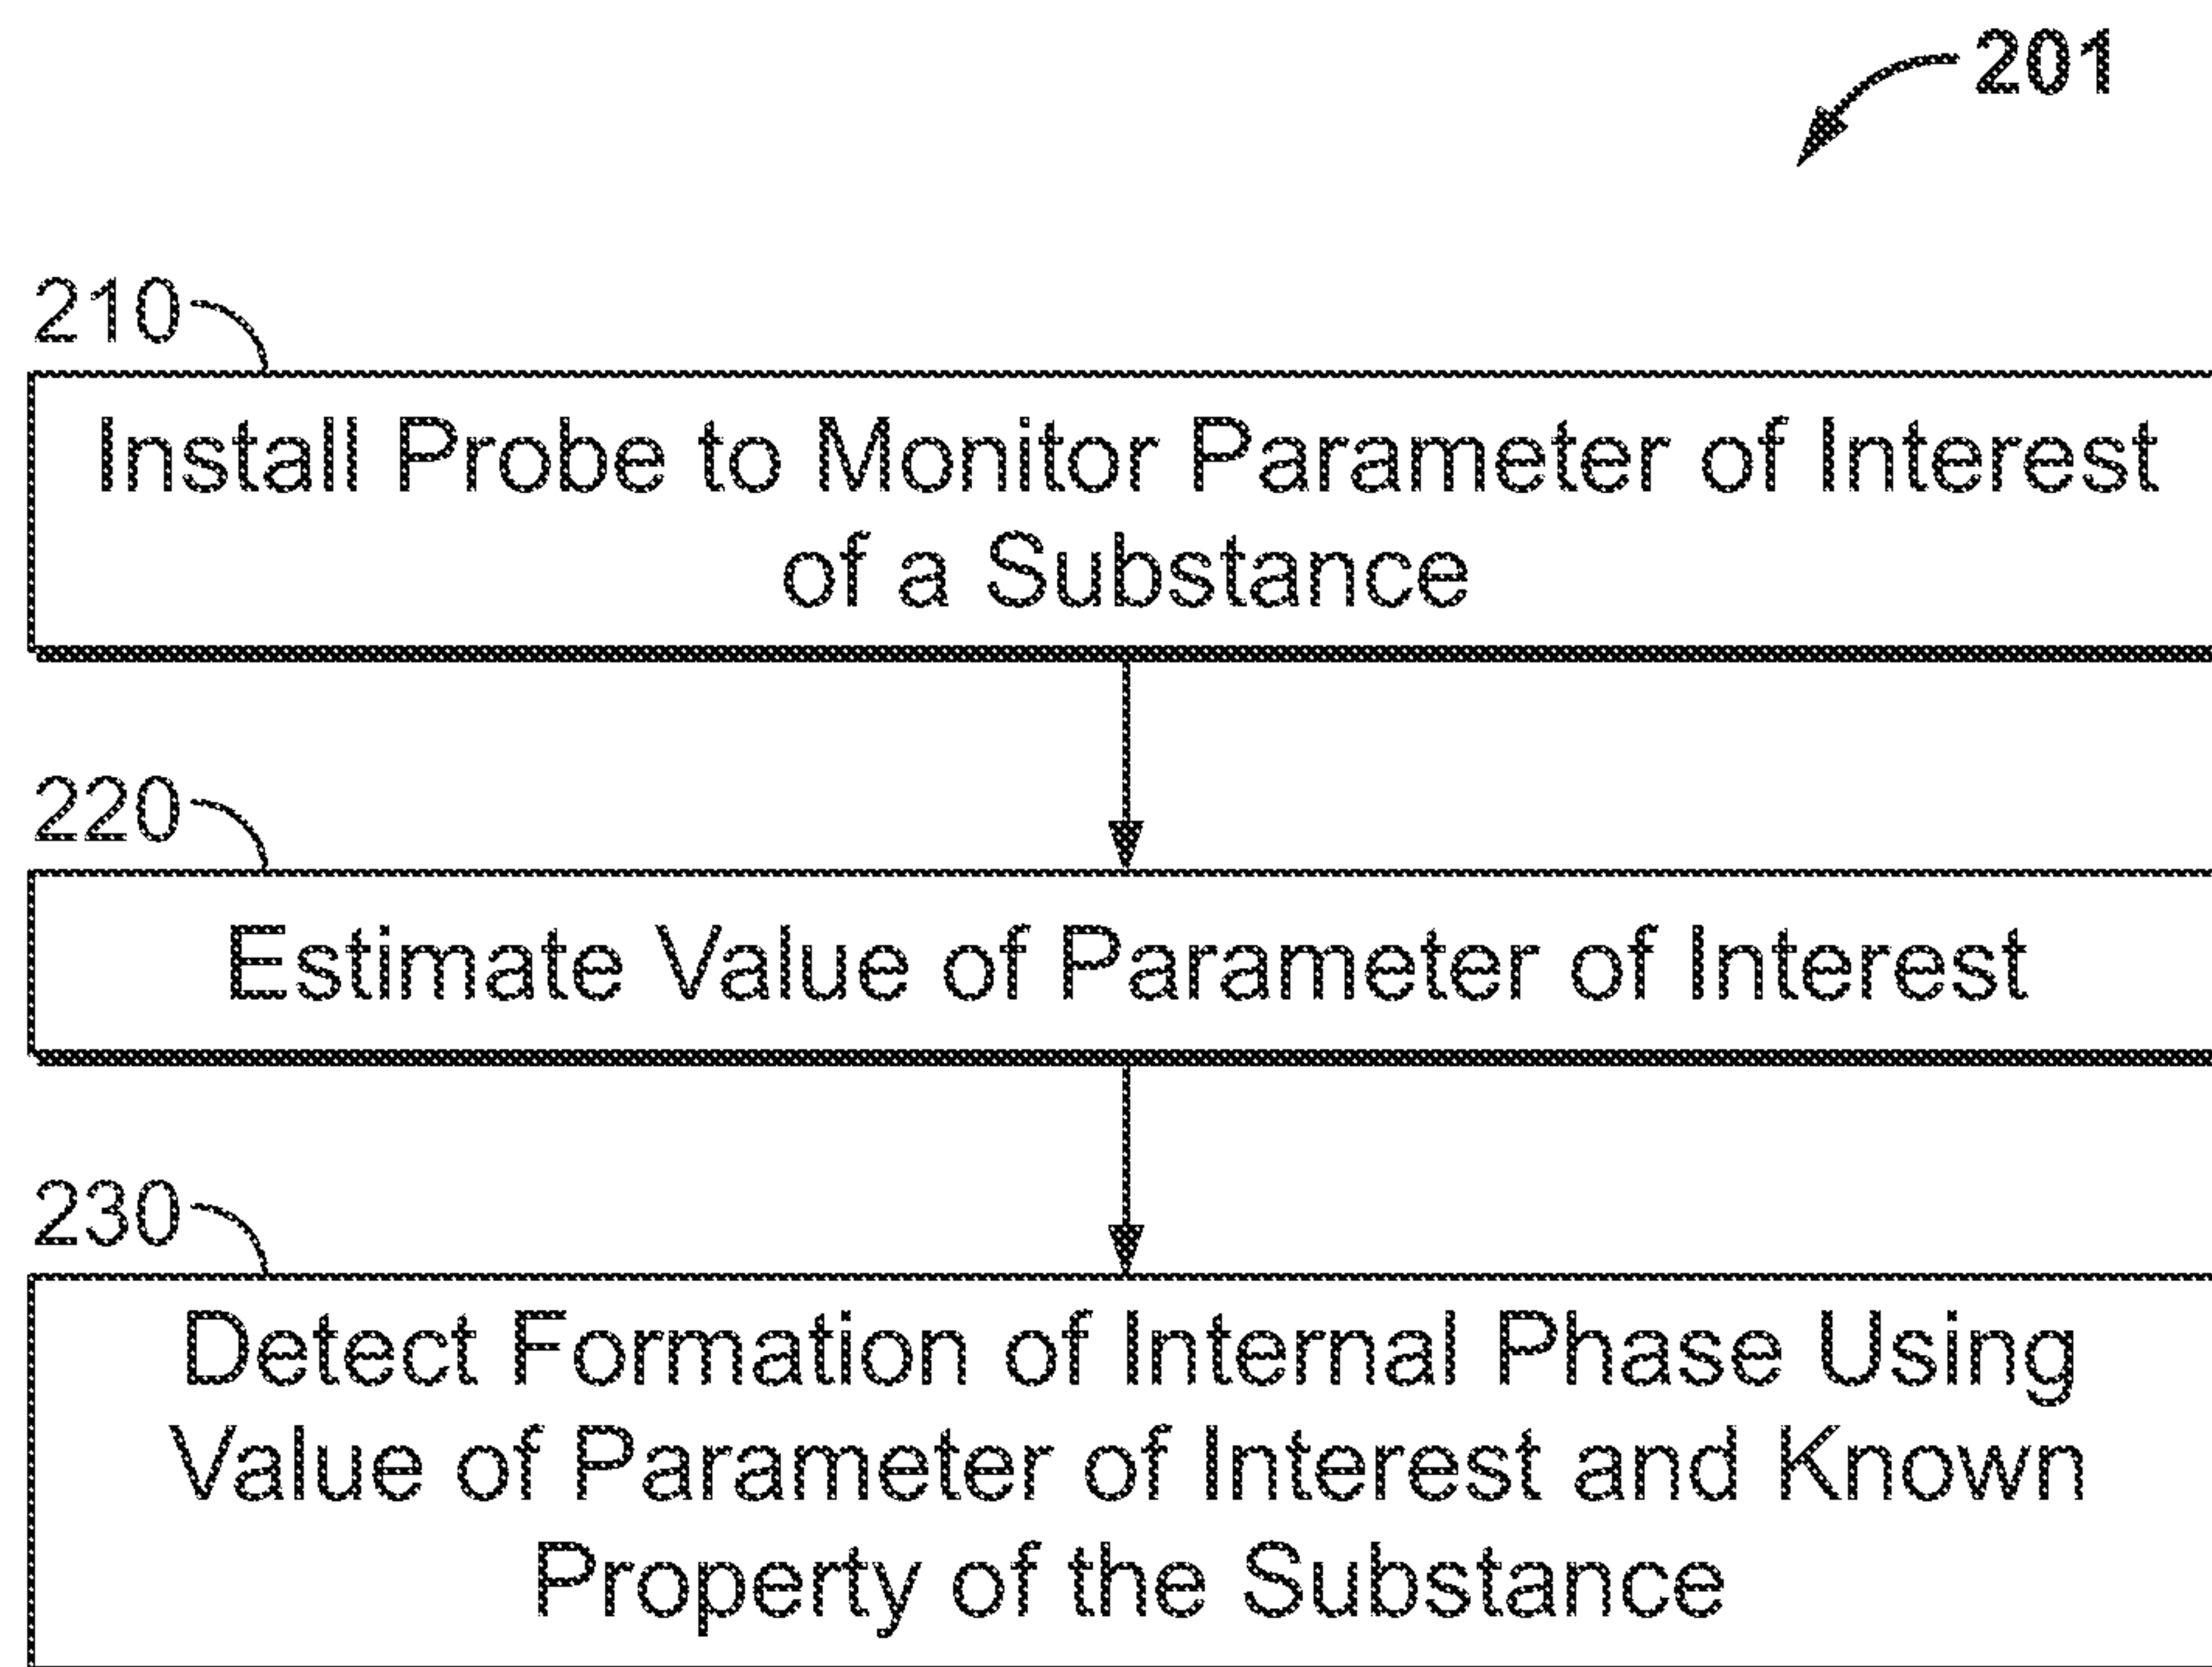 201
210
Install Probe to Monitor Parameter of Interest
of a Substance
220
Estimate Value of Parameter of Interest
230
Detect Formation of Internal Phase Using
Value of Parameter of Interest and Known
Property of the Substance